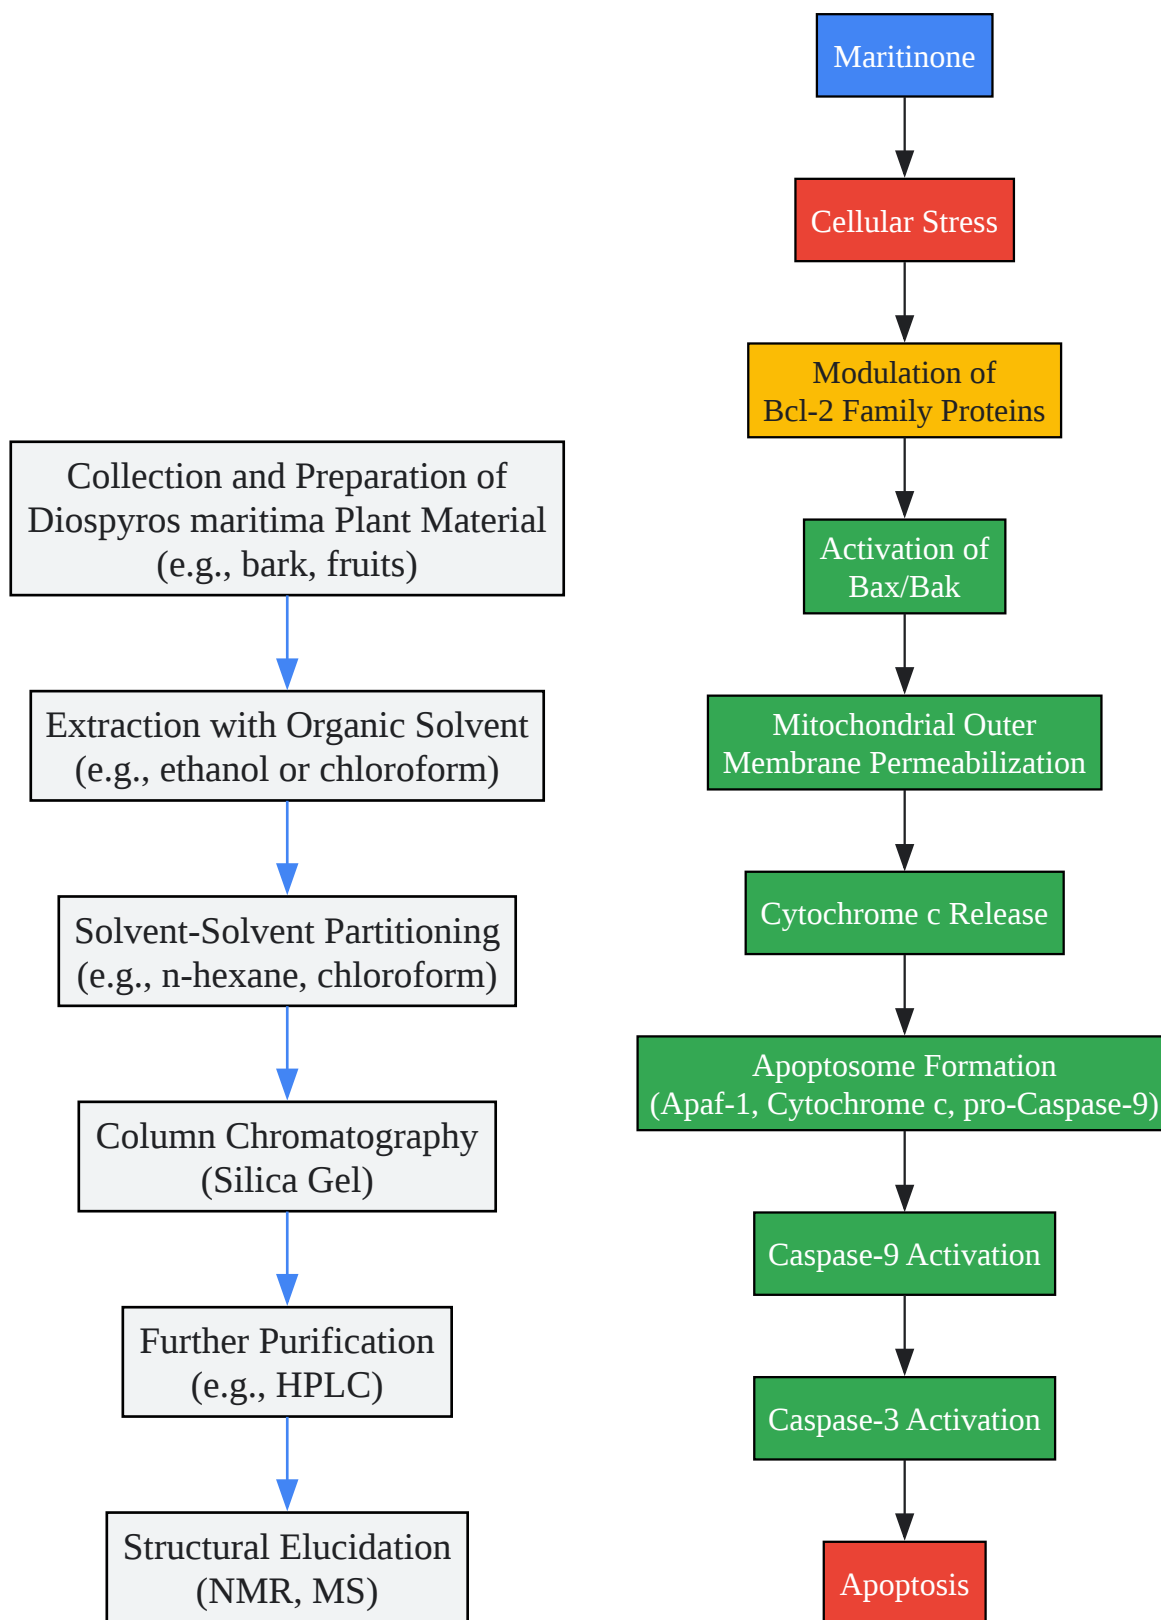 Collection and Preparation of
Diospyros maritima Plant Material
(e.g., bark, fruits)
Extraction with Organic Solvent
(e.g., ethanol or chloroform)
Solvent-Solvent Partitioning
(e.g., n-hexane, chloroform)
Column Chromatography
(Silica Gel)
Further Purification
(e.g., HPLC)
Structural Elucidation
(NMR, MS)
Maritinone
Cellular Stress
Modulation of
Bcl-2 Family Proteins
Activation of
Bax/Bak
Mitochondrial Outer
Membrane Permeabilization
Cytochrome c Release
Apoptosome Formation
(Apaf-1, Cytochrome c, pro-Caspase-9)
Caspase-9 Activation
Caspase-3 Activation
Apoptosis